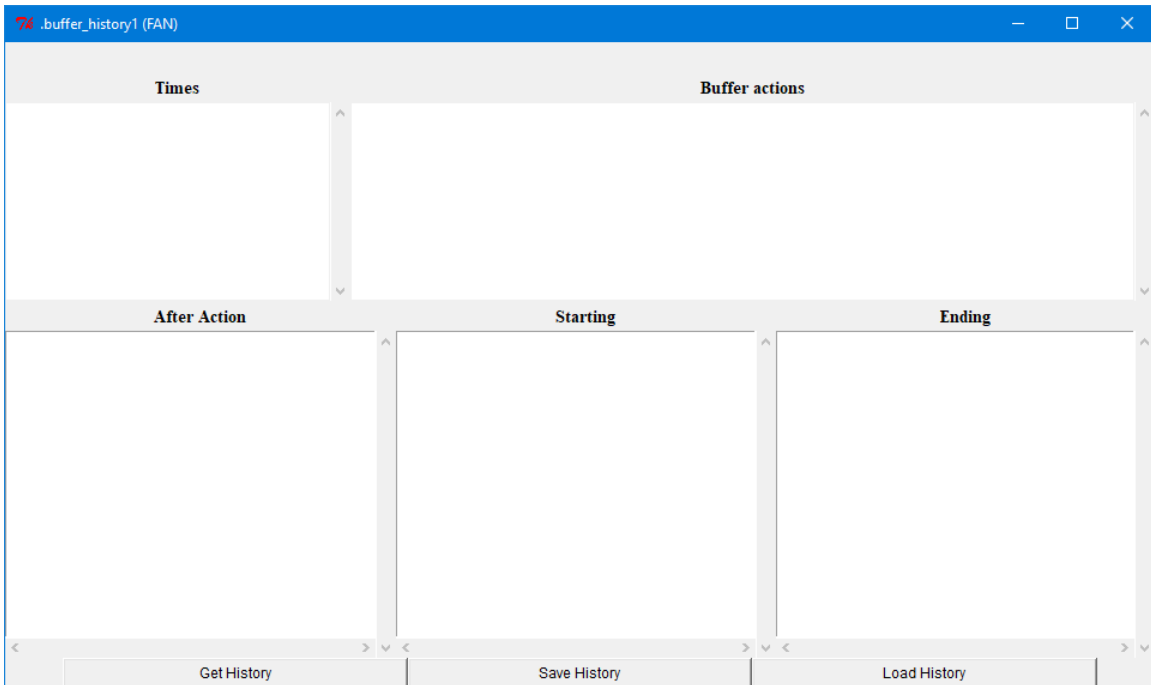 .buffer_history1 (FAN)
Times
Buffer actions
After Action
Starting
Ending
Get History
Save History
Load History